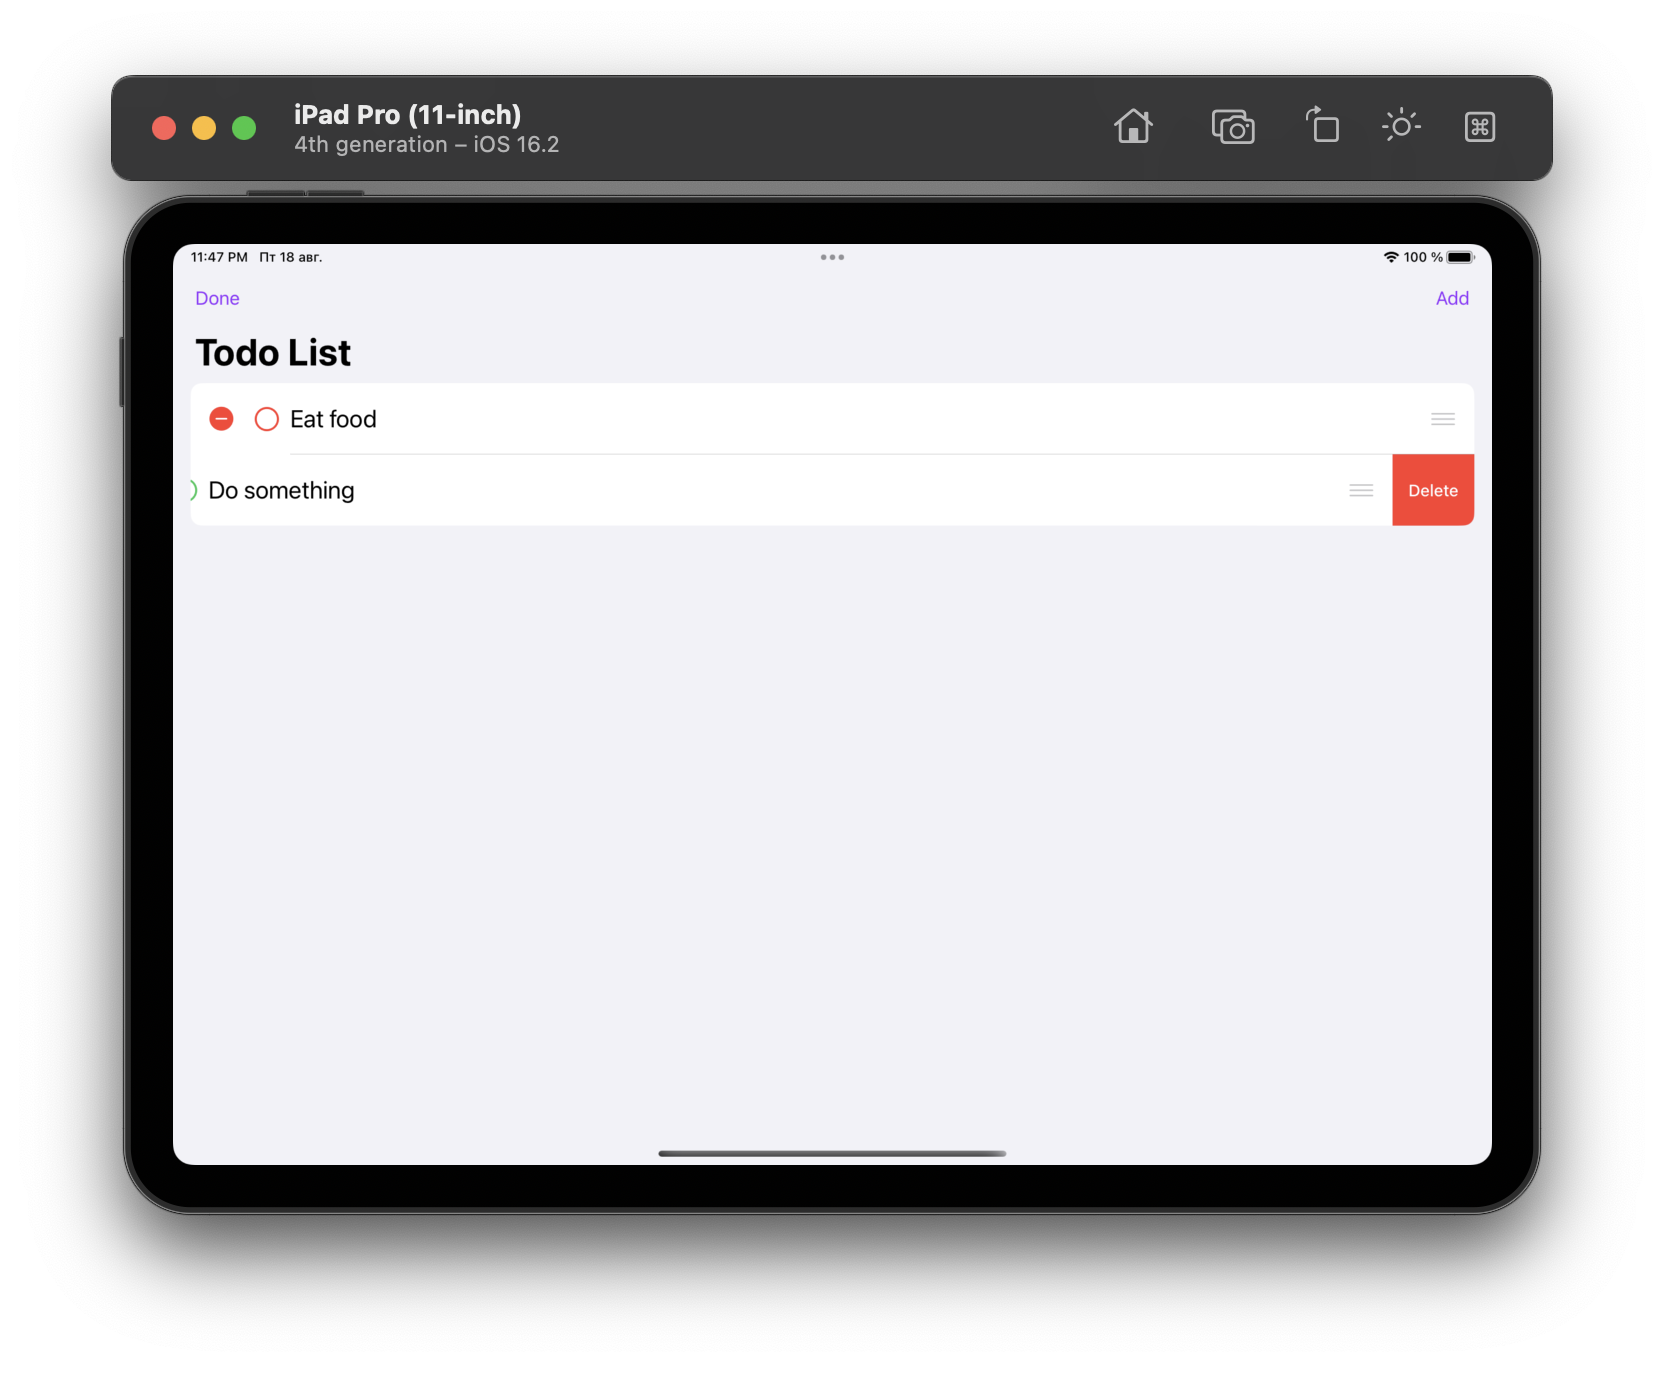 iPad Pro (11-inch)
4th generation – iOS 16.2
11:47 PM Пт 18 авг.
100 %
Done
Add
Todo List
Eat food
Do something
Delete